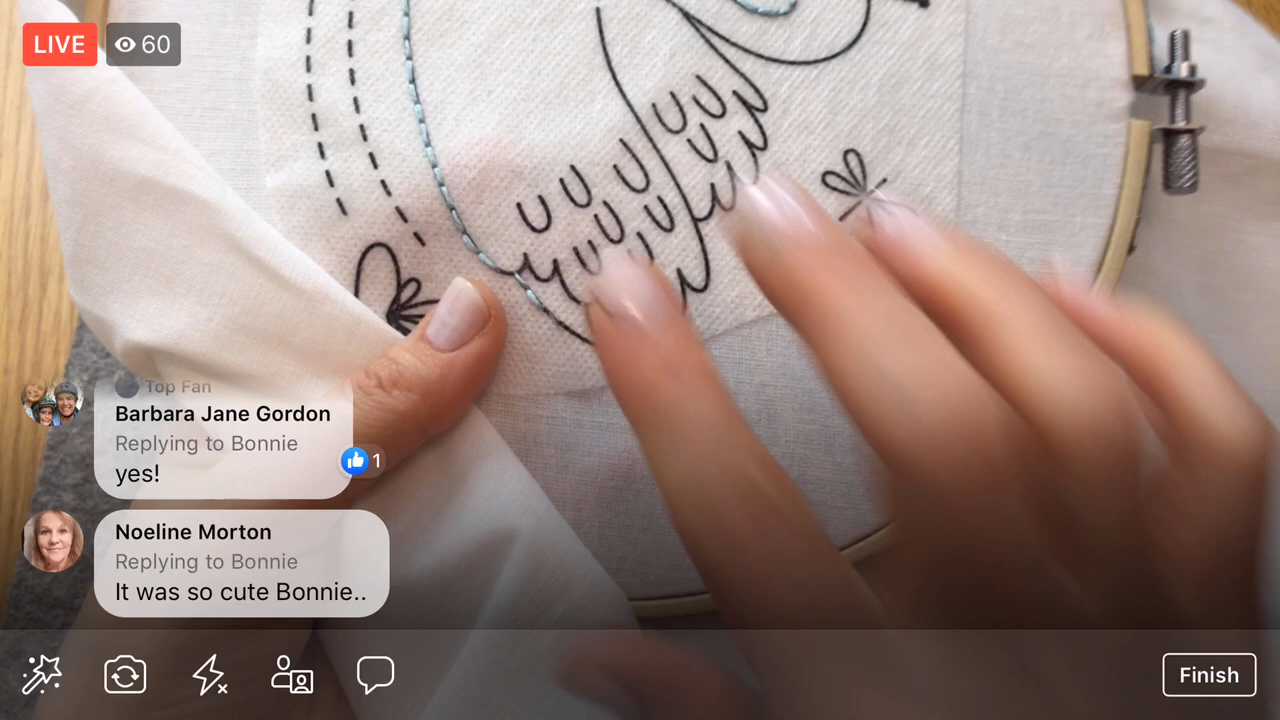 LIVE 60
Top Fan
Barbara Jane Gordon
Replying to Bonnie
yes!
1
Noeline Morton
Replying to Bonnie
It was so cute Bonnie..
Finish